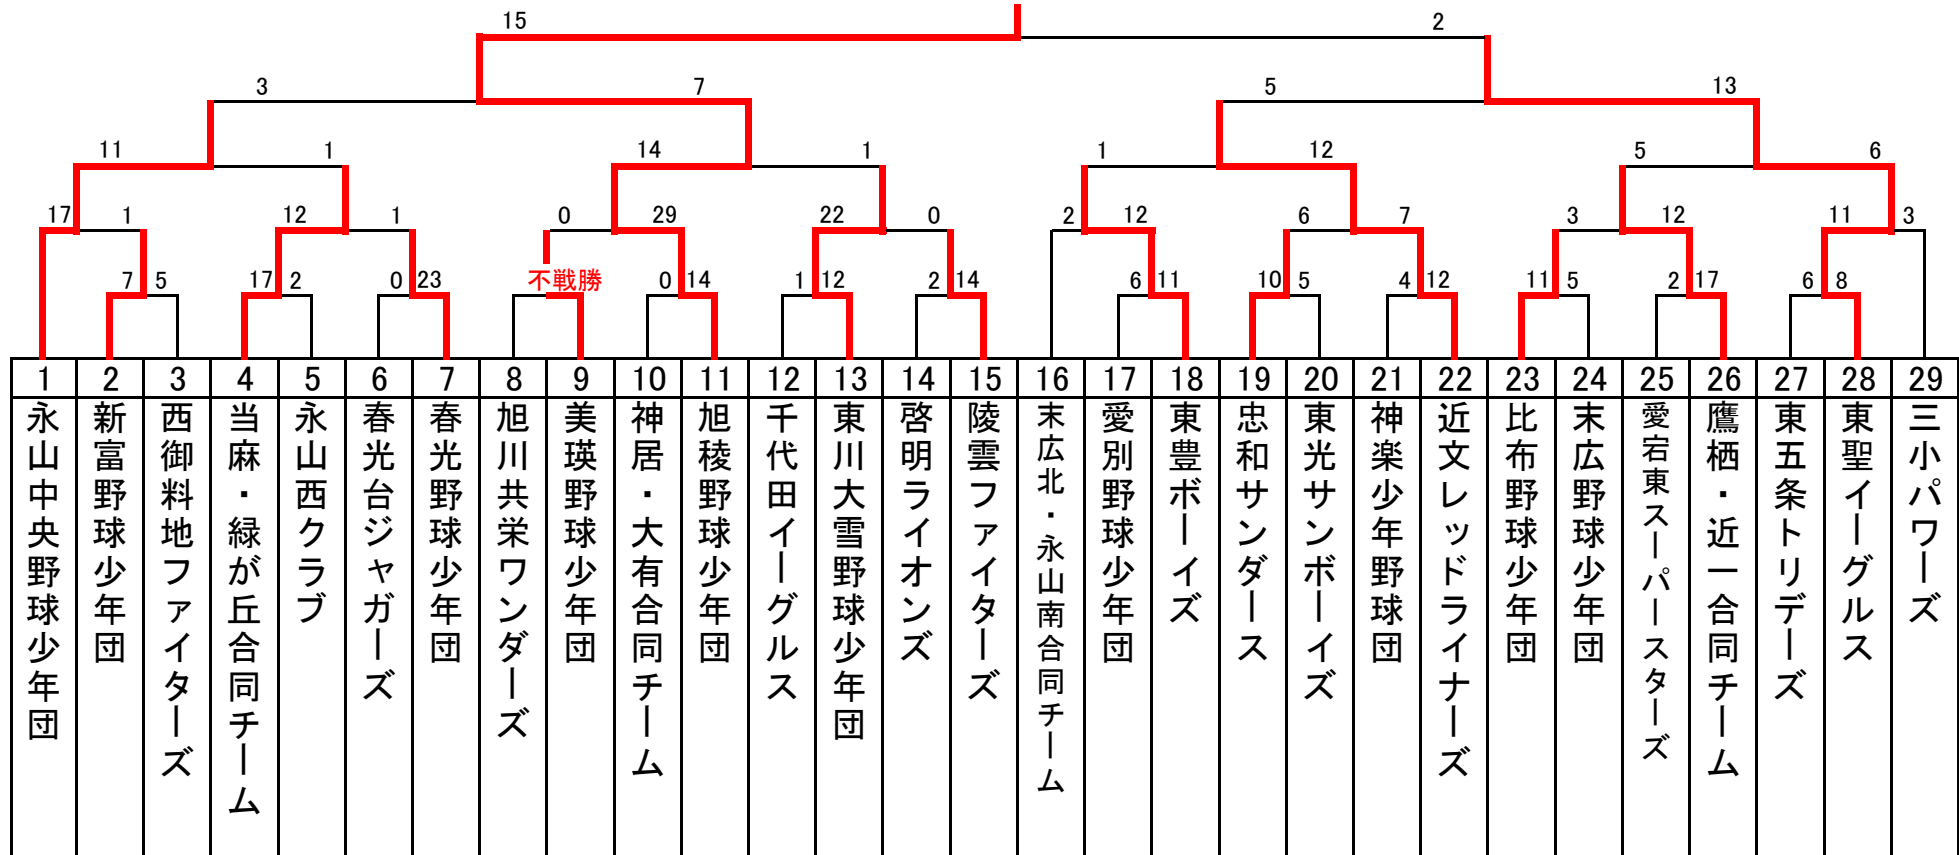 15 2
3 7 5 13
11 1 14 1 1 12 5 6
17 1 12 1 0 29 22 0 2 12 6 7 3 12 11 3
7 5 17 2 0 23 不戦勝 0 14 1 12 2 14 6 11 10 5 4 12 11 5 2 17 6 8
1 2 3 4 5 6 7 8 9 10 11 12 13 14 15 16 17 18 19 20 21 22 23 24 25 26 27 28 29
永山中央野球少年団
新富野球少年団
西御料地ファイターズ
当麻・緑が丘合同チーム
永山西クラブ
春光台ジャガーズ
春光野球少年団
旭川共栄ワンダーズ
美瑛野球少年団
神居・大有合同チーム
旭稜野球少年団
千代田イーグルス
東川大雪野球少年団
啓明ライオンズ
陵雲ファイターズ
末広北・永山南合同チーム
愛別野球少年団
東豊ボーイズ
忠和サンダース
東光サンボーイズ
神楽少年野球団
近文レッドライナーズ
比布野球少年団
末広野球少年団
愛宕東スーパースターズ
鷹栖・近一合同チーム
東五条トリデーズ
東聖イーグルス
三小パワーズ